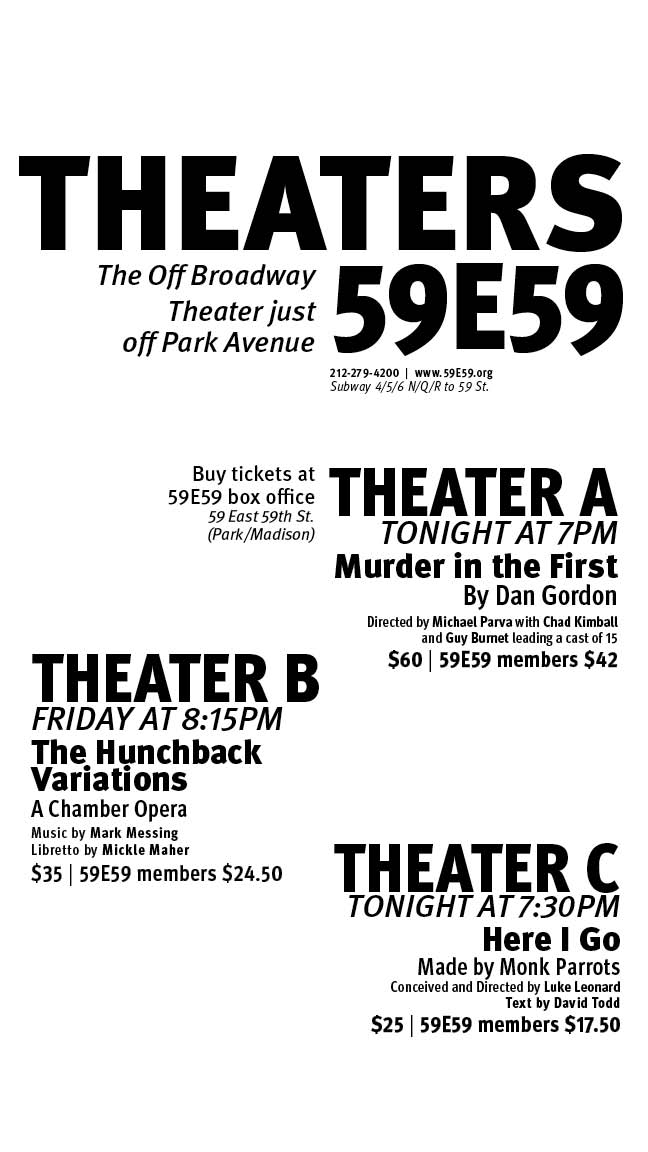 THEATERS
The Off Broadway
Theater just
off Park Avenue
59E59
212-279-4200 | www.59E59.org
Subway 4/5/6 N/Q/R to 59 St.
Buy tickets at
59E59 box office
59 East 59th St.
(Park/Madison)
THEATER A
TONIGHT AT 7PM
Murder in the First
By Dan Gordon
Directed by Michael Parva with Chad Kimball
and Guy Burnet leading a cast of 15
$60 | 59E59 members $42
THEATER B
FRIDAY AT 8:15PM
The Hunchback
Variations
A Chamber Opera
Music by Mark Messing
Libretto by Mickle Maher
$35 | 59E59 members $24.50
THEATER C
TONIGHT AT 7:30PM
Here I Go
Made by Monk Parrots
Conceived and Directed by Luke Leonard
Text by David Todd
$25 | 59E59 members $17.50